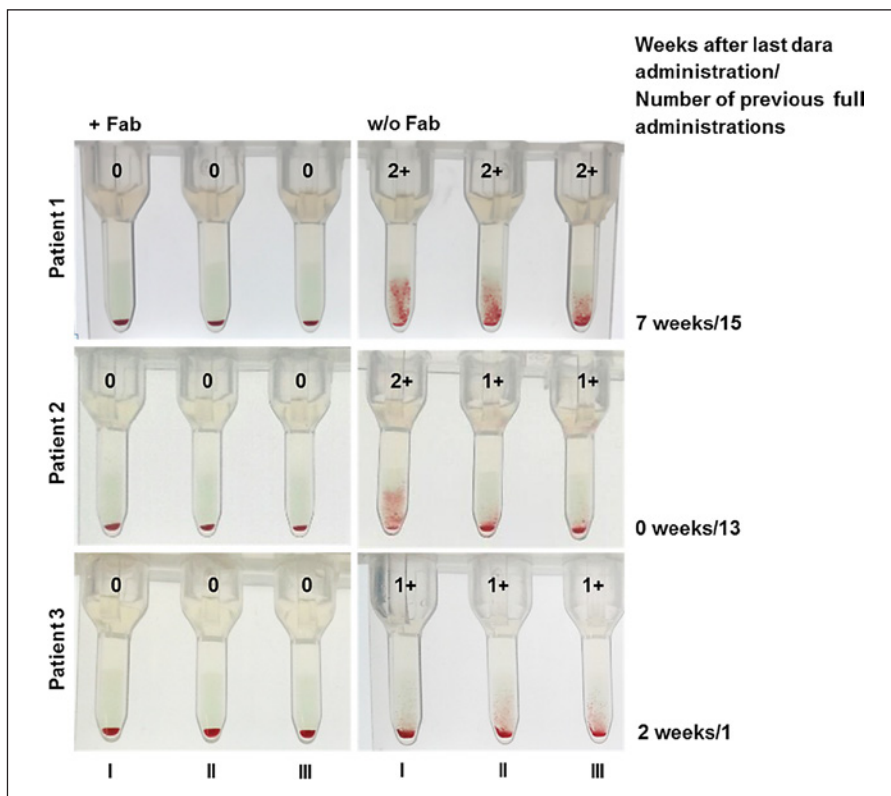 Weeks after last dara
administration/
Number of previous full
administrations
+ Fab
w/o Fab
Patient 1
0 0 0 2+ 2+ 2+
7 weeks/15
Patient 2
0 0 0 2+ 1+ 1+
0 weeks/13
Patient 3
0 0 0 1+ 1+ 1+
2 weeks/1
I II III I II III